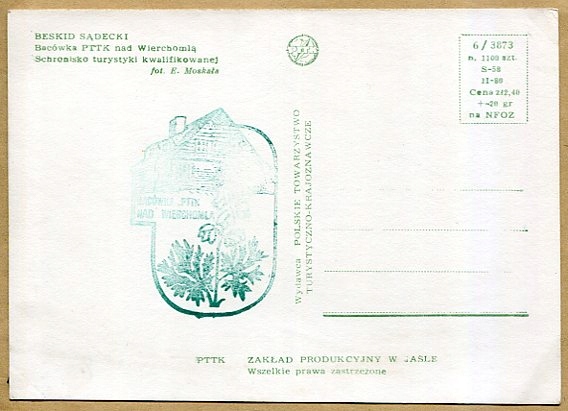 BESKID SĄDECKI
Bacówka PTTK nad Wierchomlą
Schronisko turystyki kwalifikowanej
fot. E. Moskała
6/3873
n. 1100 szt.
S-58
II-80
Cena zł2,40
+-20 gr
na NFOZ
BACÓWKA PTTK
NAD WIERCHOMLĄ
Wydawca POLSKIE TOWARZYSTWO
TURYSTYCZNO-KRAJOZNAWCZE
PTTK ZAKŁAD PRODUKCYJNY W JAŚLE
Wszelkie prawa zastrzeżone